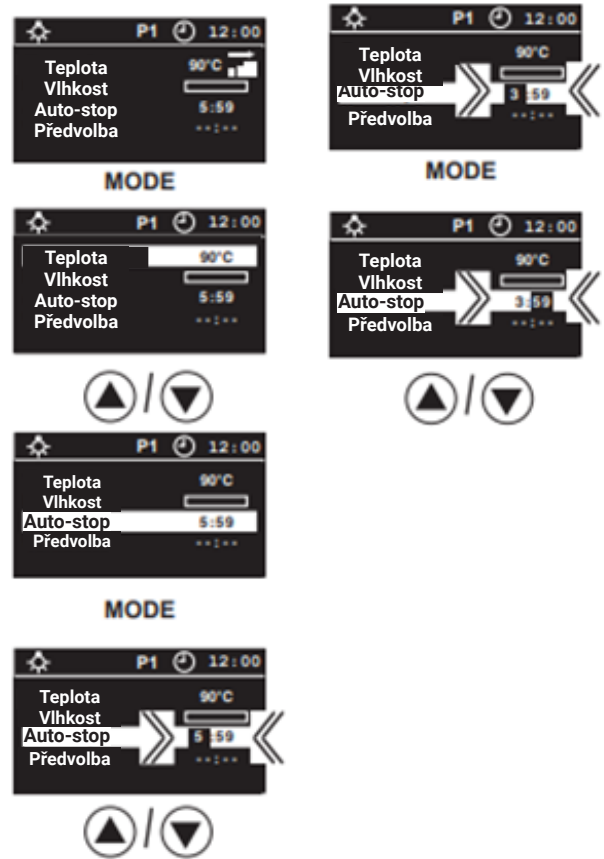 P1 12:00
Teplota 90°C
Vlhkost
Auto-stop 5:59
Předvolba --:--
MODE
P1 12:00
Teplota 90°C
Vlhkost
Auto-stop 5:59
Předvolba --:--
/
P1 12:00
Teplota 90°C
Vlhkost
Auto-stop 5:59
Předvolba --:--
MODE
P1 12:00
Teplota 90°C
Vlhkost
Auto-stop 5:59
Předvolba --:--
/
P1 12:00
Teplota 90°C
Vlhkost
Auto-stop 3:59
Předvolba --:--
MODE
P1 12:00
Teplota 90°C
Vlhkost
Auto-stop 3:59
Předvolba --:--
/